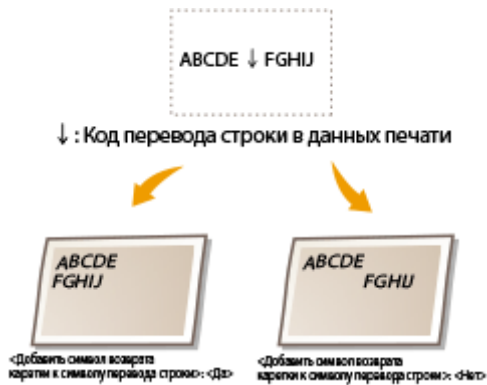 ABCDE ↓ FGHIJ
↓ : Код перевода строки в данных печати
ABCDE
FGHIJ
<Добавить символ возврата
каретки к символу перевода строки>: <Да>
ABCDE
FGHIJ
<Добавить символ возврата
каретки к символу перевода строки>: <Нет>